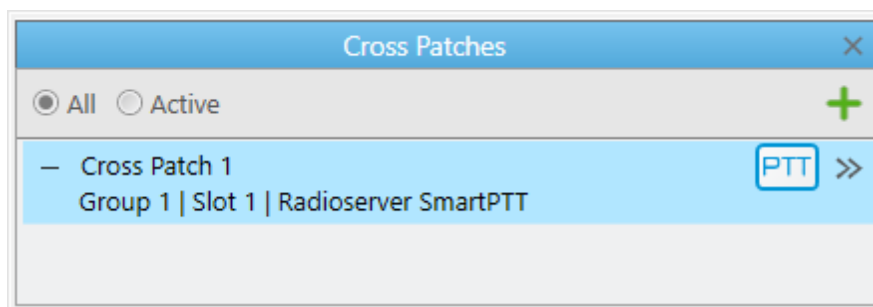 Cross Patches
All Active
Cross Patch 1
PTT
Group 1 | Slot 1 | Radioserver SmartPTT